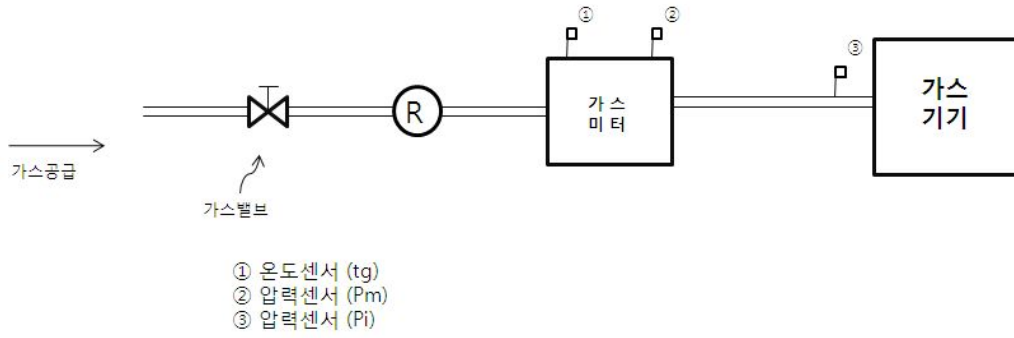 ①
②
③
R
가 스
미 터
가스
기기
가스공급
가스밸브
① 온도센서 (tg)
② 압력센서 (Pm)
③ 압력센서 (Pi)